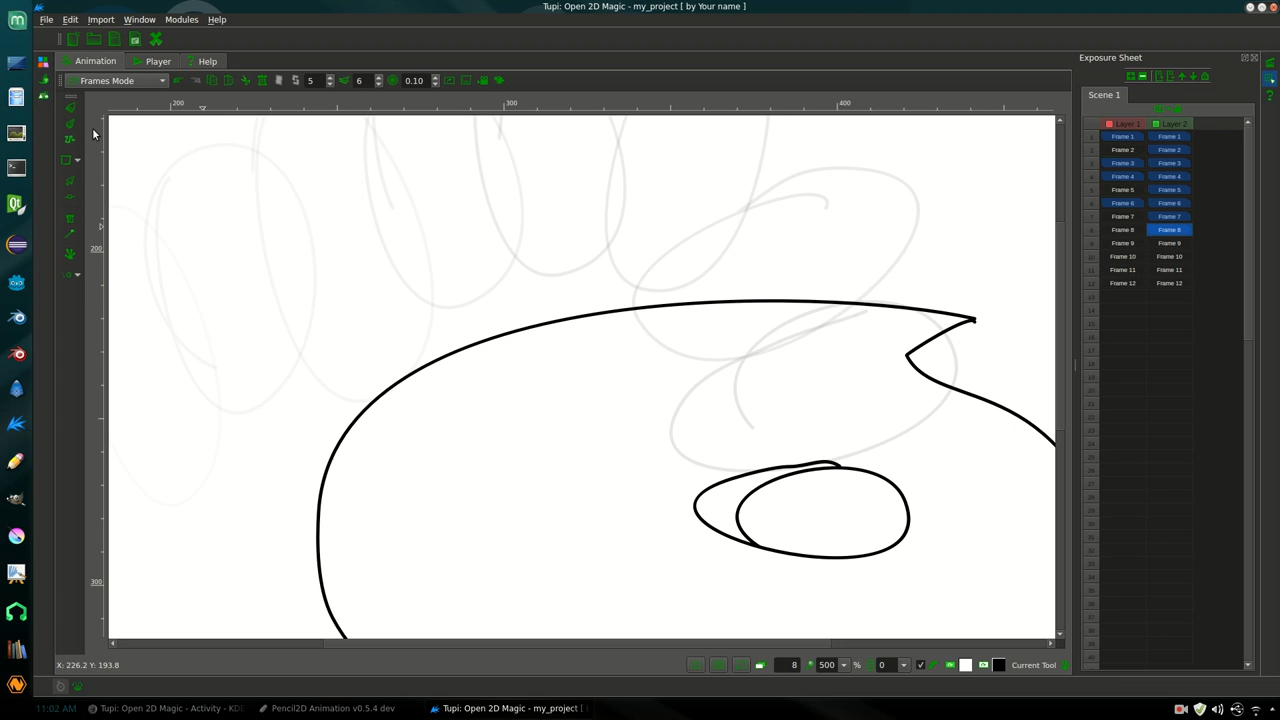 Tupi: Open 2D Magic - my_project [ by Your name ]
File Edit Import Window Modules Help
Animation Player Help
Frames Mode 5 6 0.10
200 300 400
200
300
X: 226.2 Y: 193.8
8 500 % 0 Current Tool
Exposure Sheet
Scene 1
Layer 1 Layer 2
Frame 1 Frame 1
Frame 2 Frame 2
Frame 3 Frame 3
Frame 4 Frame 4
Frame 5 Frame 5
Frame 6 Frame 6
Frame 7 Frame 7
Frame 8 Frame 8
Frame 9 Frame 9
Frame 10 Frame 10
Frame 11 Frame 11
Frame 12 Frame 12
11:02 AM Tupi: Open 2D Magic - Activity - KDE Pencil2D Animation v0.5.4 dev Tupi: Open 2D Magic - my_project [